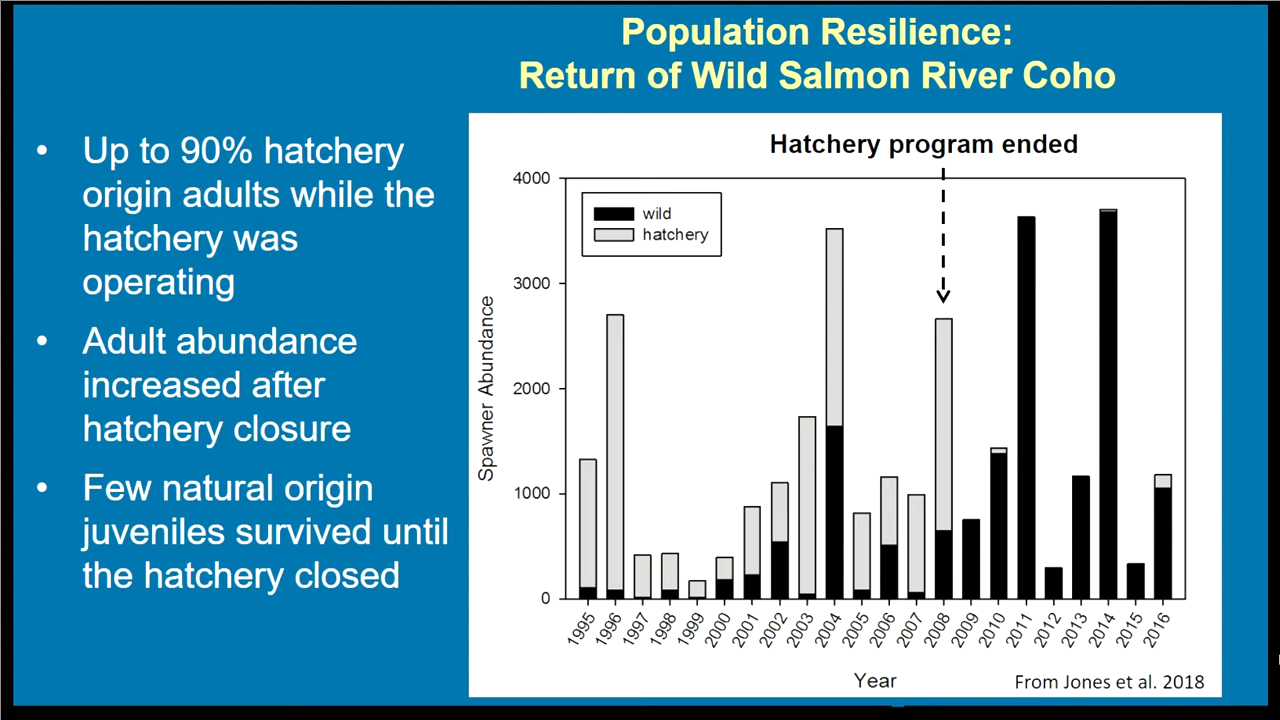 Population Resilience:
Return of Wild Salmon River Coho
• Up to 90% hatchery
origin adults while the
hatchery was
operating
• Adult abundance
increased after
hatchery closure
• Few natural origin
juveniles survived until
the hatchery closed
Hatchery program ended
wild
hatchery
Spawner Abundance
4000
3000
2000
1000
0
1995 1996 1997 1998 1999 2000 2001 2002 2003 2004 2005 2006 2007 2008 2009 2010 2011 2012 2013 2014 2015 2016
Year
From Jones et al. 2018